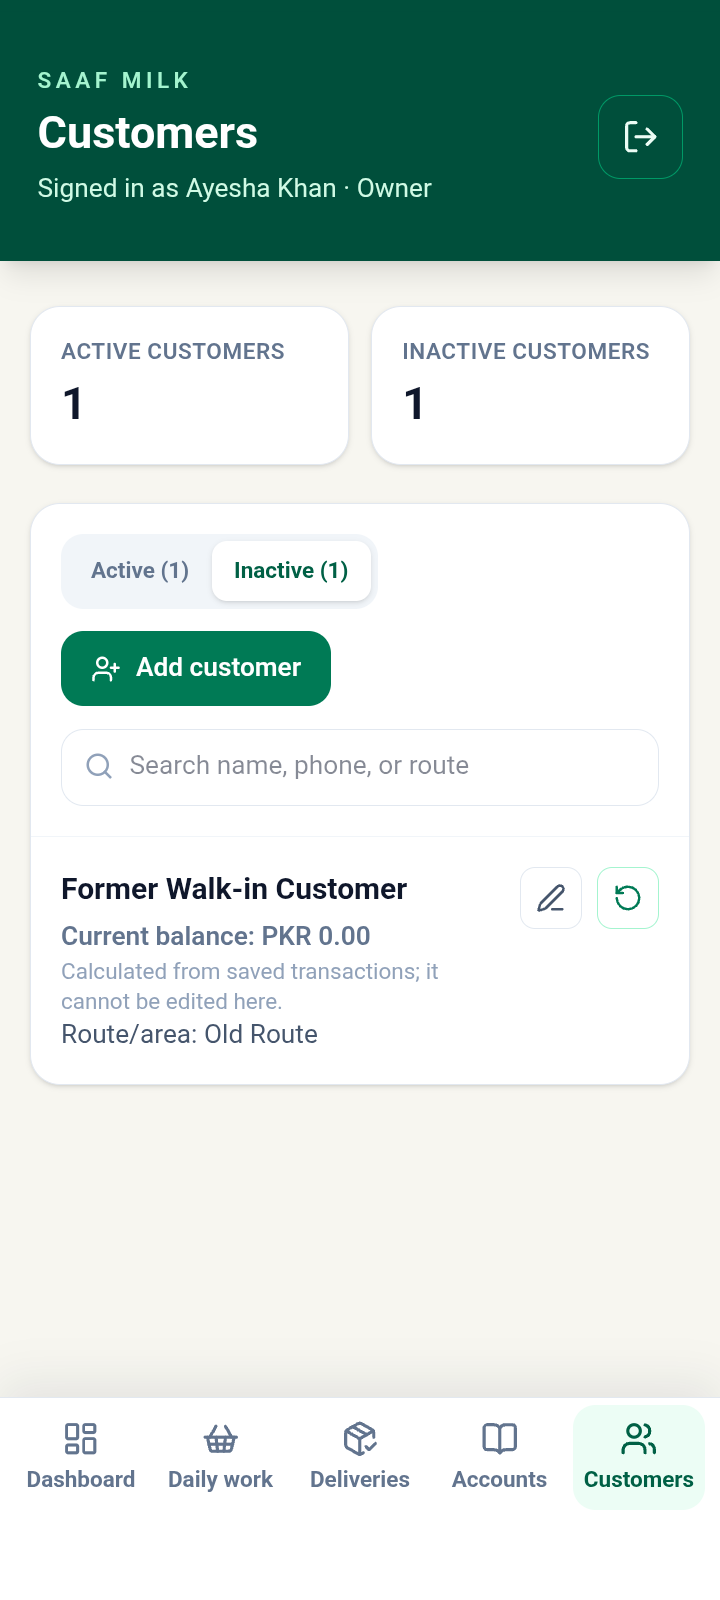 SAAF MILK
Customers
Signed in as Ayesha Khan · Owner
ACTIVE CUSTOMERS
1
INACTIVE CUSTOMERS
1
Active (1)
Inactive (1)
Add customer
Search name, phone, or route
Former Walk-in Customer
Current balance: PKR 0.00
Calculated from saved transactions; it
cannot be edited here.
Route/area: Old Route
Dashboard
Daily work
Deliveries
Accounts
Customers